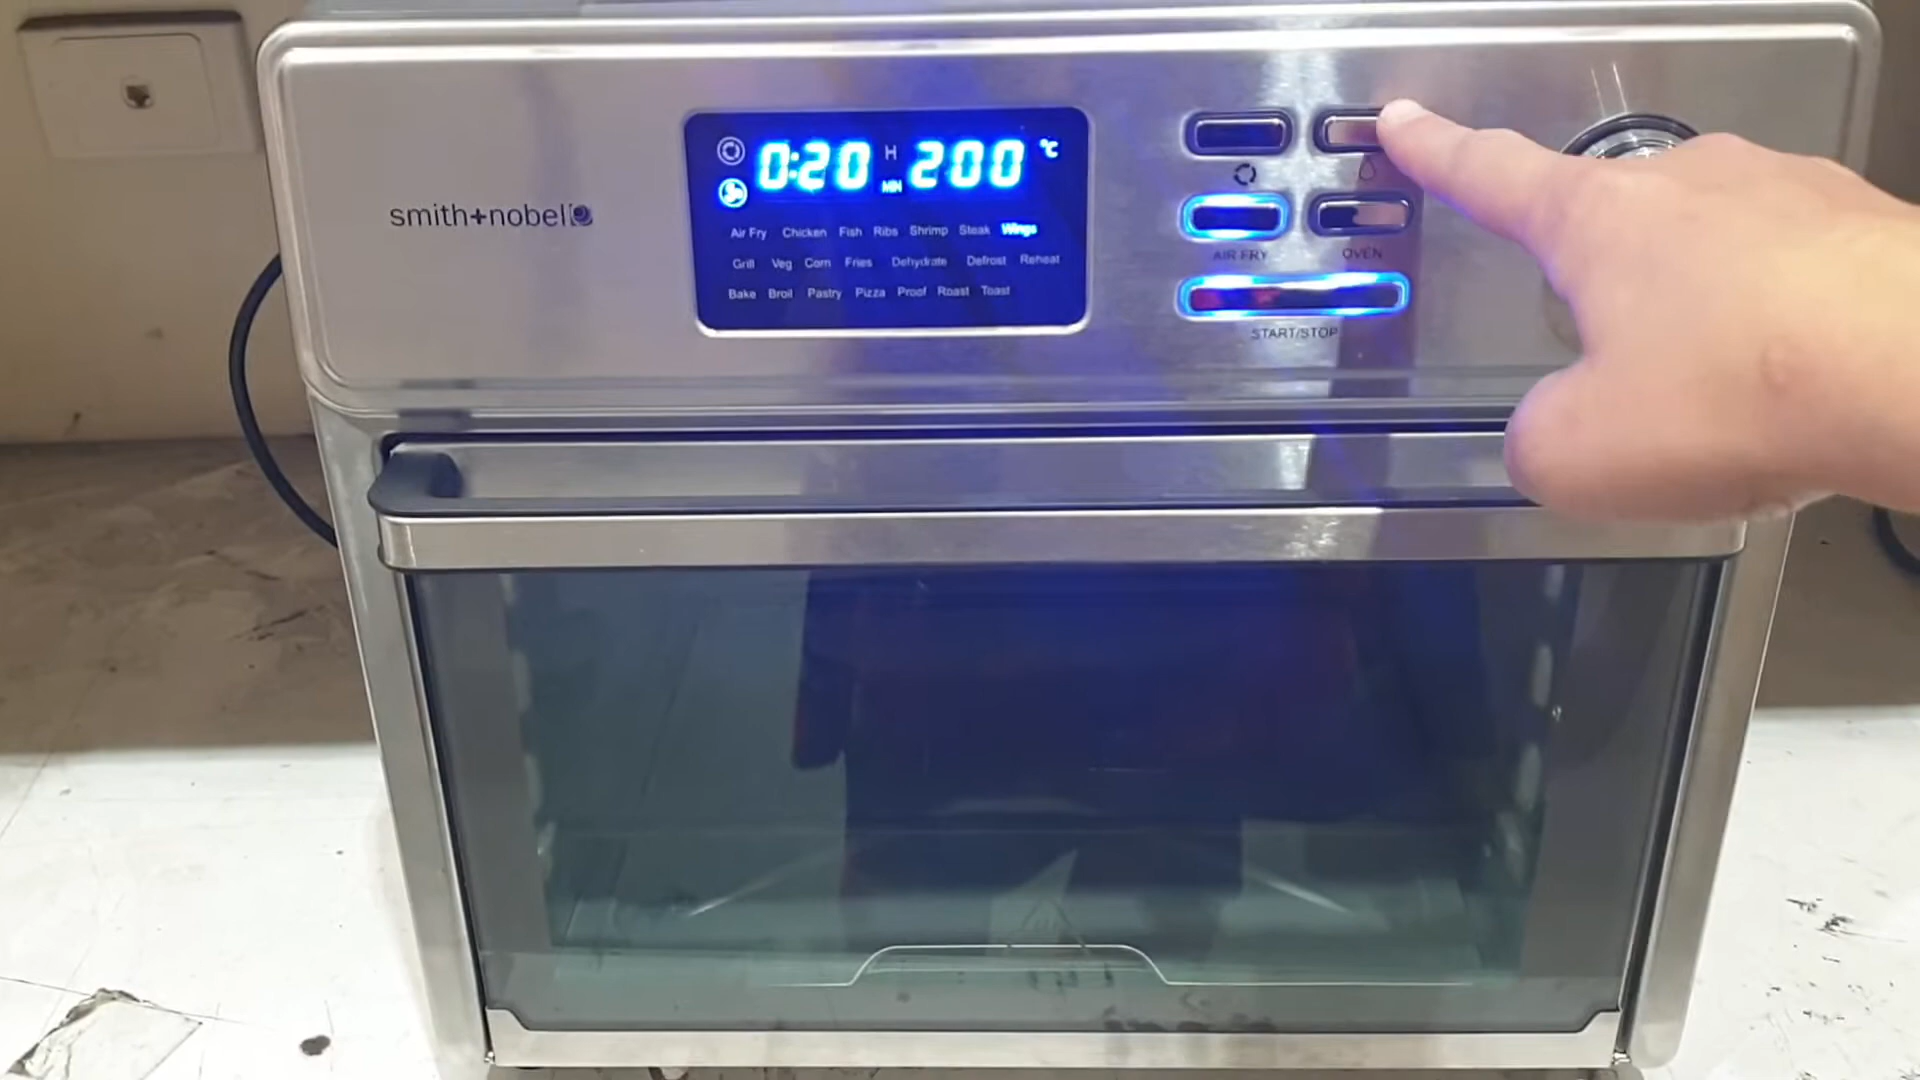 smith+nobel
0:20 H MIN 200 °C
Air Fry Chicken Fish Ribs Shrimp Steak Wings
Grill Veg Corn Fries Dehydrate Defrost Reheat
Bake Broil Pastry Pizza Proof Roast Toast
AIR FRY OVEN
START/STOP